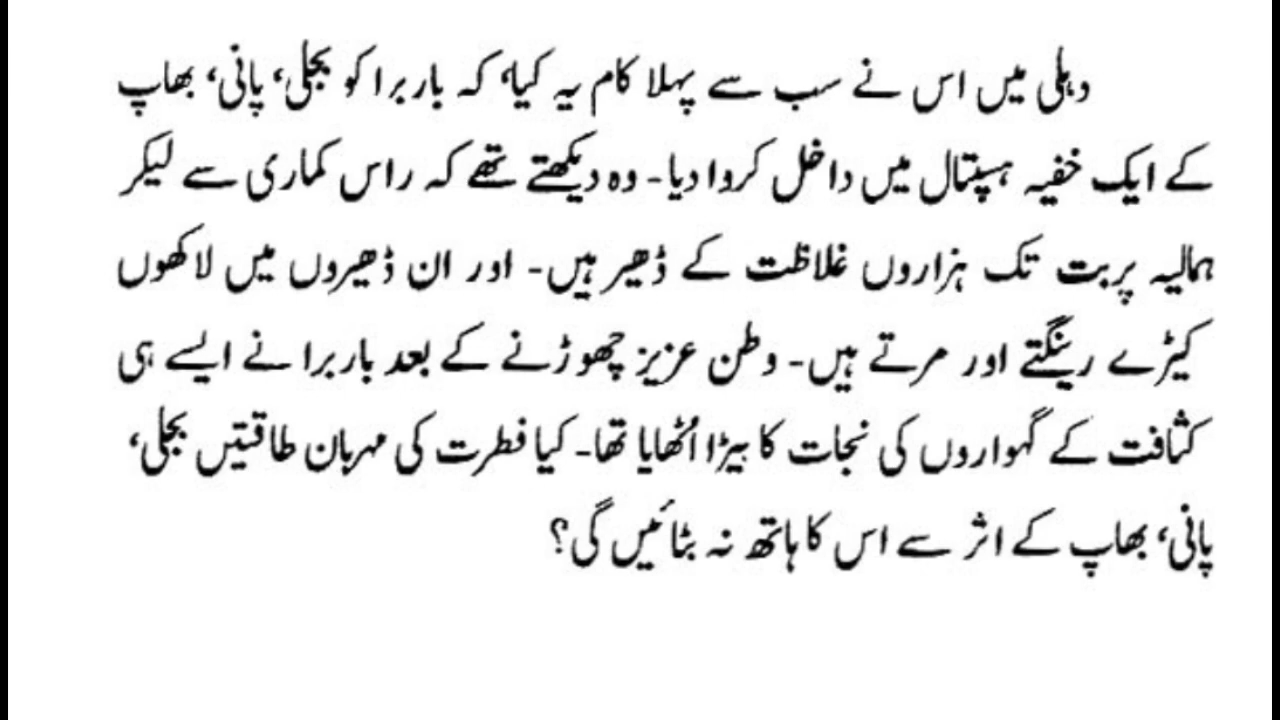 دہلی میں اس نے سب سے پہلا کام یہ کیا، کہ باربرا کو بجلی، پانی، بھاپ
کے ایک خفیہ ہسپتال میں داخل کروا دیا۔ وہ دیکھتے تھے کہ راس کماری سے لیکر
ہمالیہ پربت تک ہزاروں غلاظت کے ڈھیر ہیں۔ اور ان ڈھیروں میں لاکھوں
کیڑے رینگتے اور مرتے ہیں۔ وطن عزیز چھوڑنے کے بعد باربرا نے ایسے ہی
کثافت کے گہواروں کی نجات کا بیڑا اُٹھایا تھا۔ کیا فطرت کی مہربان طاقتیں بجلی،
پانی، بھاپ کے اثر سے اس کا ہاتھ نہ بٹائیں گی؟